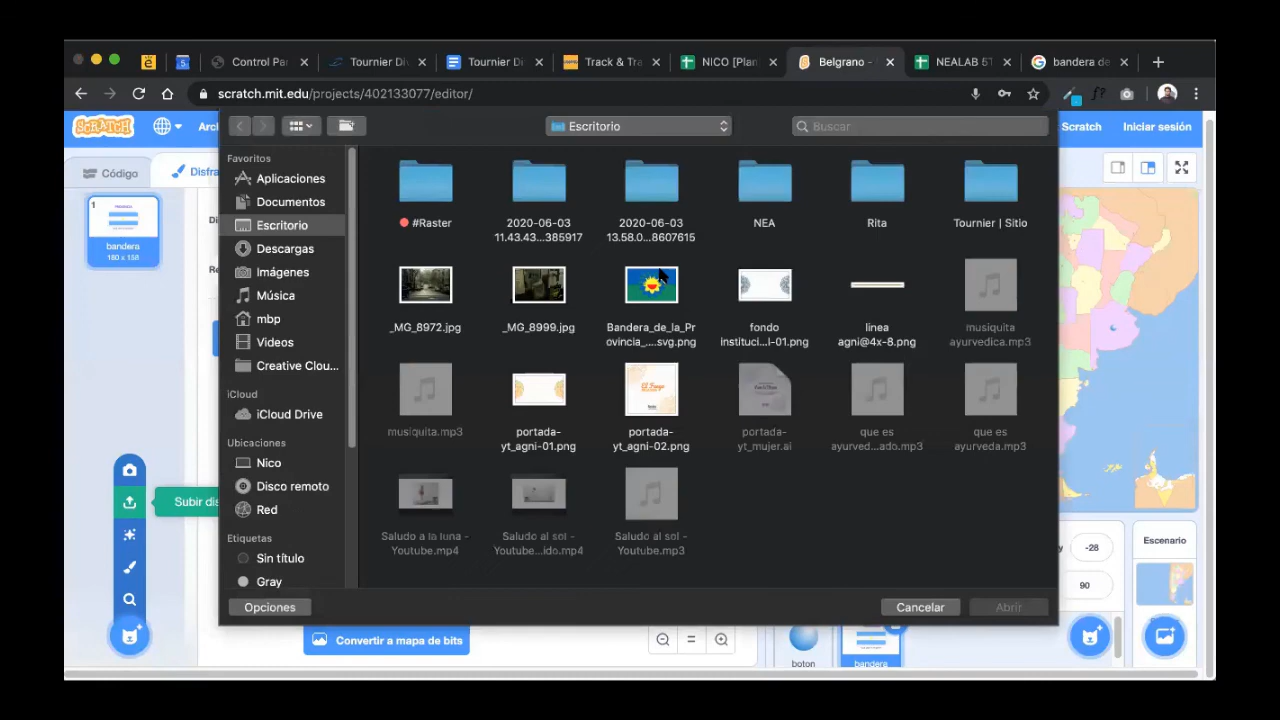 Control Par
Tournier Di
Tournier Di
Track & Tra
NICO [Plan
Belgrano -
NEALAB 5T
bandera de
scratch.mit.edu/projects/402133077/editor/
SCRATCH
Arc
Escritorio
Buscar
Scratch
Iniciar sesión
Código
Disfra
Favoritos
Aplicaciones
Documentos
Escritorio
Descargas
Imágenes
Música
mbp
Videos
Creative Clou...
iCloud
iCloud Drive
Ubicaciones
Nico
Disco remoto
Red
Etiquetas
Sin título
Gray
#Raster
2020-06-03
11.43.43...385917
2020-06-03
13.58.0...8607615
NEA
Rita
Tournier | Sitio
_MG_8972.jpg
_MG_8999.jpg
Bandera_de_la_Pr
ovincia_....svg.png
fondo
instituci...l-01.png
linea
agni@4x-8.png
musiquita
ayurvedica.mp3
musiquita.mp3
portada-
yt_agni-01.png
portada-
yt_agni-02.png
portada-
yt_mujer.ai
que es
ayurved...ado.mp3
que es
ayurveda.mp3
Saludo a la luna -
Youtube.mp4
Saludo al sol -
Youtube...ido.mp4
Saludo al sol -
Youtube.mp3
1
bandera
180 x 158
Di
Re
Subir dis
Opciones
Cancelar
Abrir
Convertir a mapa de bits
y
-28
90
Escenario
boton
bandera